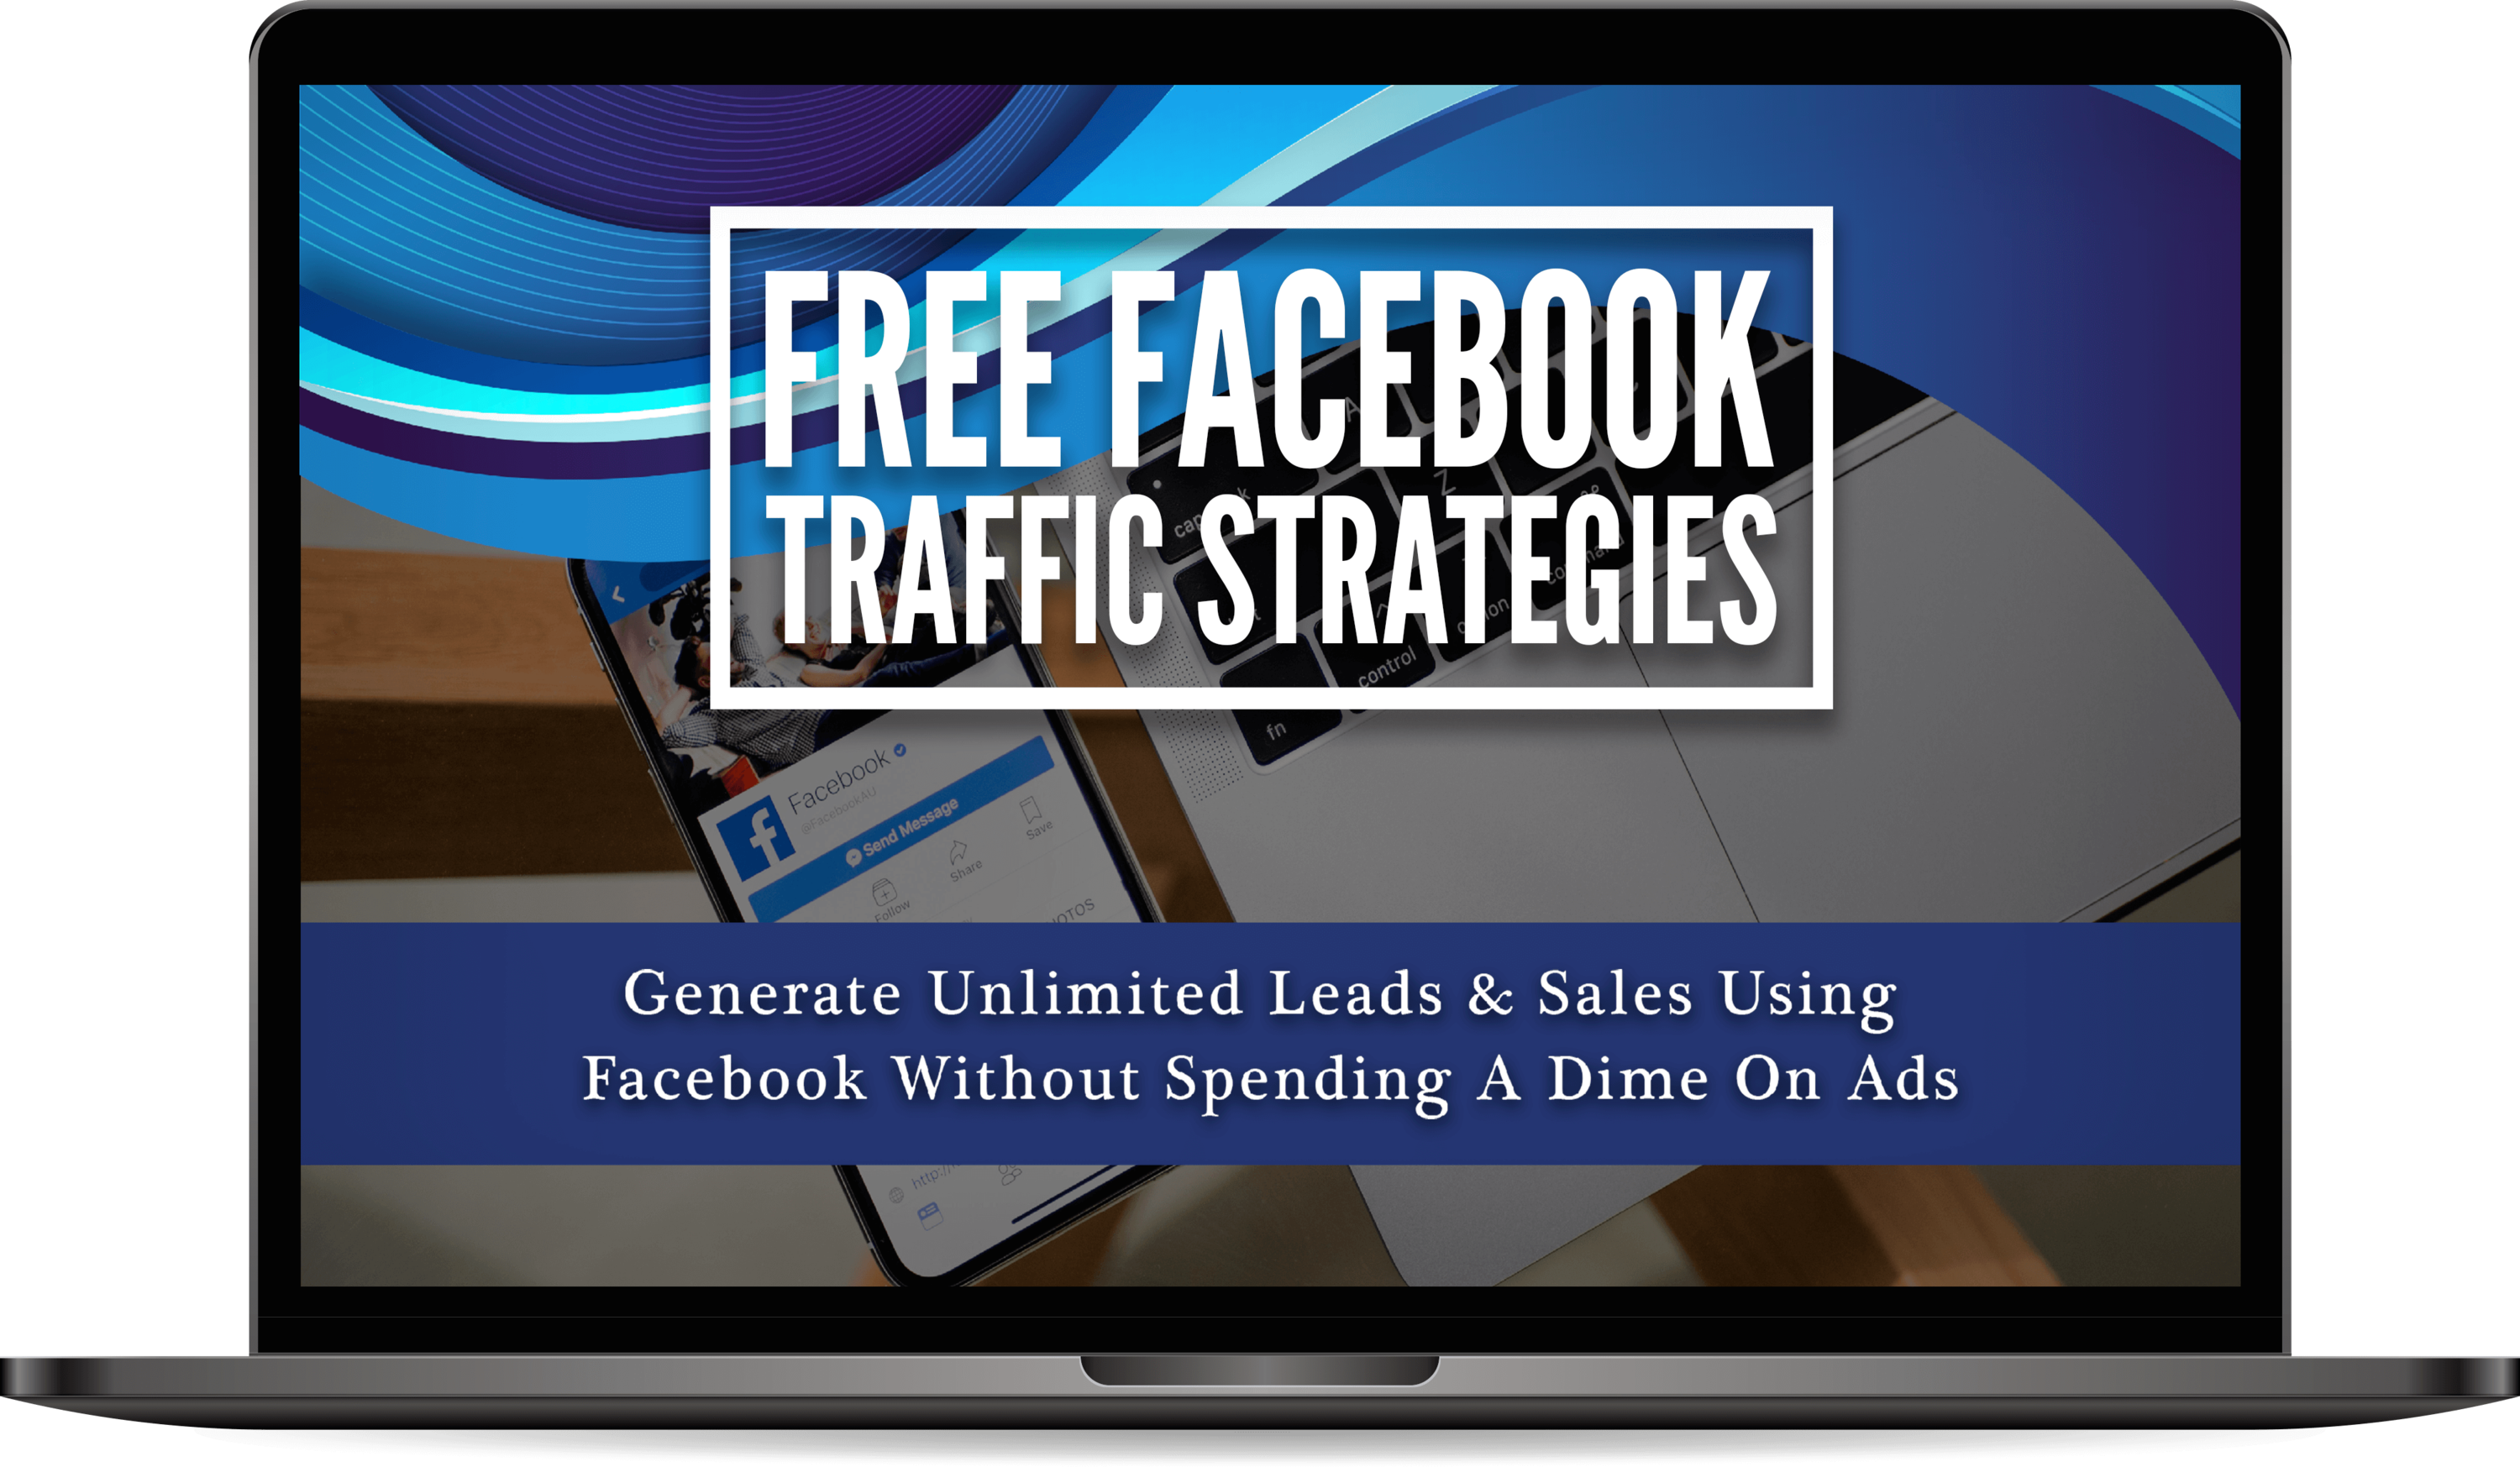 FREE FACEBOOK
TRAFFIC STRATEGIES
control
fn
Facebook
@FacebookAU
Send Message
Share
Save
Follow
Generate Unlimited Leads & Sales Using
Facebook Without Spending A Dime On Ads